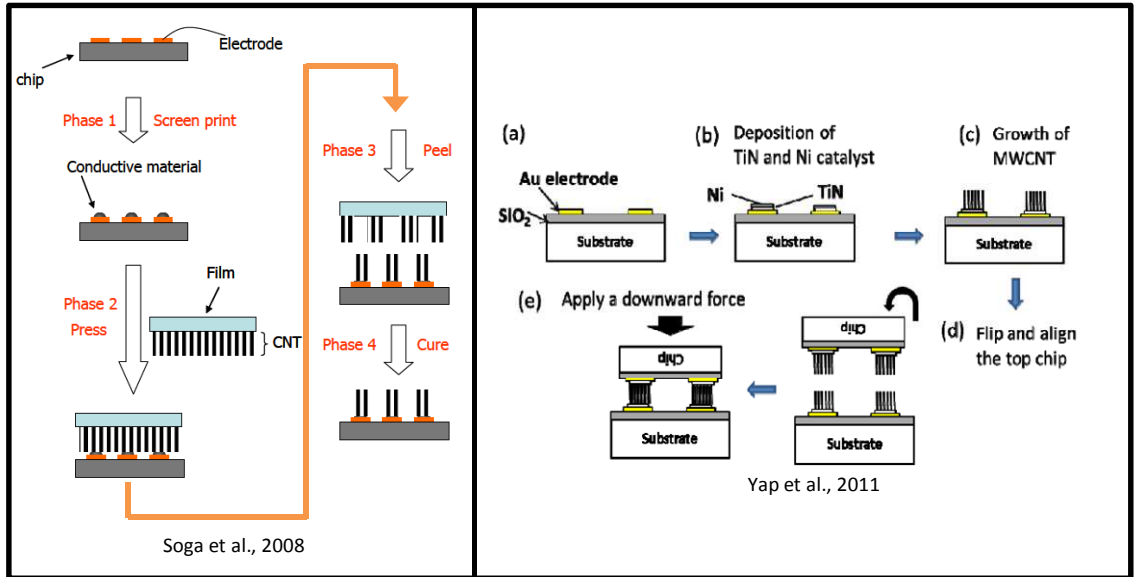 Electrode
chip
Phase 1 Screen print
Conductive material
Film
Phase 2
Press
CNT
Phase 3 Peel
Phase 4 Cure
Soga et al., 2008
(a)
Au electrode
SiO2
Substrate
(b) Deposition of
TiN and Ni catalyst
Ni TiN
Substrate
(c) Growth of
MWCNT
Substrate
(d) Flip and align
the top chip
Chip
Substrate
(e) Apply a downward force
Chip
Substrate
Yap et al., 2011